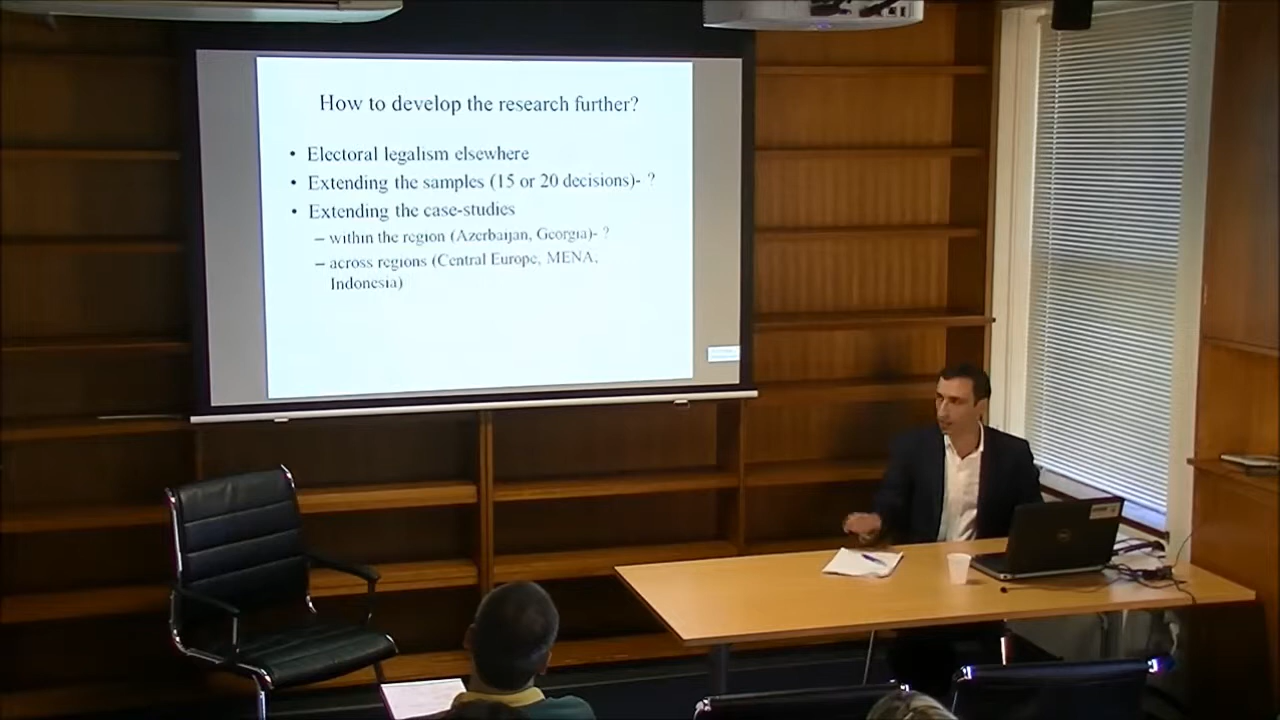 How to develop the research further?
• Electoral legalism elsewhere
• Extending the samples (15 or 20 decisions)- ?
• Extending the case-studies
– within the region (Azerbaijan, Georgia)- ?
– across regions (Central Europe, MENA,
Indonesia)